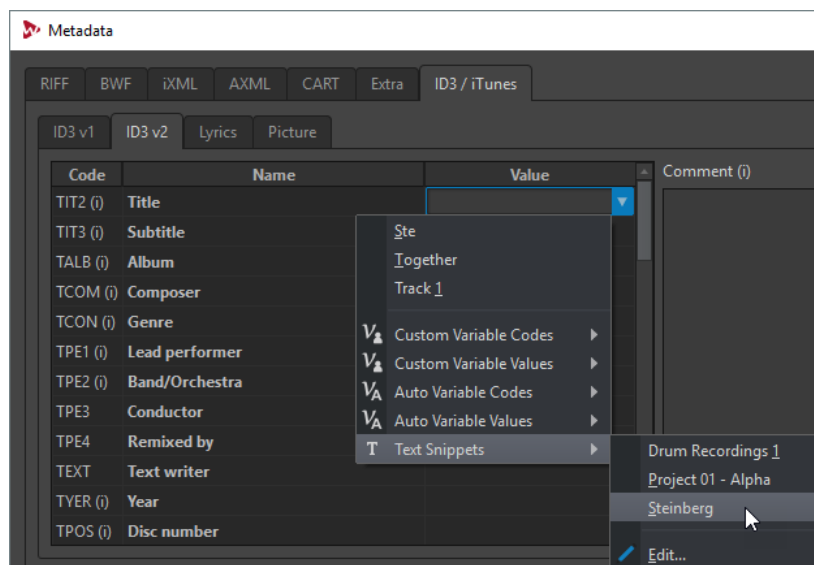 Metadata
RIFF BWF iXML AXML CART Extra ID3 / iTunes
ID3 v1 ID3 v2 Lyrics Picture
Code Name Value Comment (i)
TIT2 (i) Title
TIT3 (i) Subtitle
TALB (i) Album
TCOM (i) Composer
TCON (i) Genre
TPE1 (i) Lead performer
TPE2 (i) Band/Orchestra
TPE3 Conductor
TPE4 Remixed by
TEXT Text writer
TYER (i) Year
TPOS (i) Disc number
Ste
Together
Track 1
Custom Variable Codes
Custom Variable Values
Auto Variable Codes
Auto Variable Values
T Text Snippets
Drum Recordings 1
Project 01 - Alpha
Steinberg
Edit...